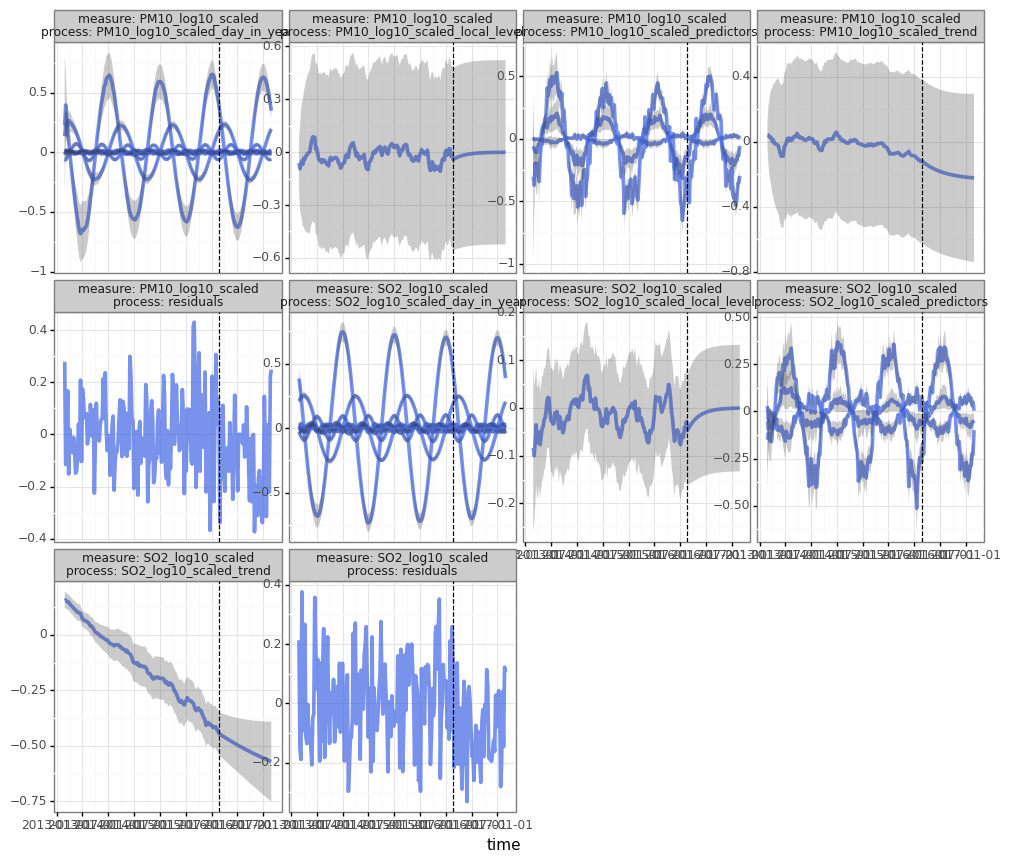 measure: PM10_log10_scaled
process: PM10_log10_scaled_day_in_year
measure: PM10_log10_scaled
process: PM10_log10_scaled_local_level
measure: PM10_log10_scaled
process: PM10_log10_scaled_predictors
measure: PM10_log10_scaled
process: PM10_log10_scaled_trend
0.5
0
−0.5
−1
0.6
0.3
0
−0.3
−0.6
0.5
0
−0.5
−1
0.4
0
−0.4
−0.8
measure: PM10_log10_scaled
process: residuals
measure: SO2_log10_scaled
process: SO2_log10_scaled_day_in_year
measure: SO2_log10_scaled
process: SO2_log10_scaled_local_level
measure: SO2_log10_scaled
process: SO2_log10_scaled_predictors
0.4
0.2
0
−0.2
−0.4
0.5
0
−0.5
0.2
0.1
0
−0.1
−0.2
0.50
0.25
0
−0.25
−0.50
measure: SO2_log10_scaled
process: SO2_log10_scaled_trend
measure: SO2_log10_scaled
process: residuals
0
−0.25
−0.50
−0.75
0.4
0.2
0
−0.2
time